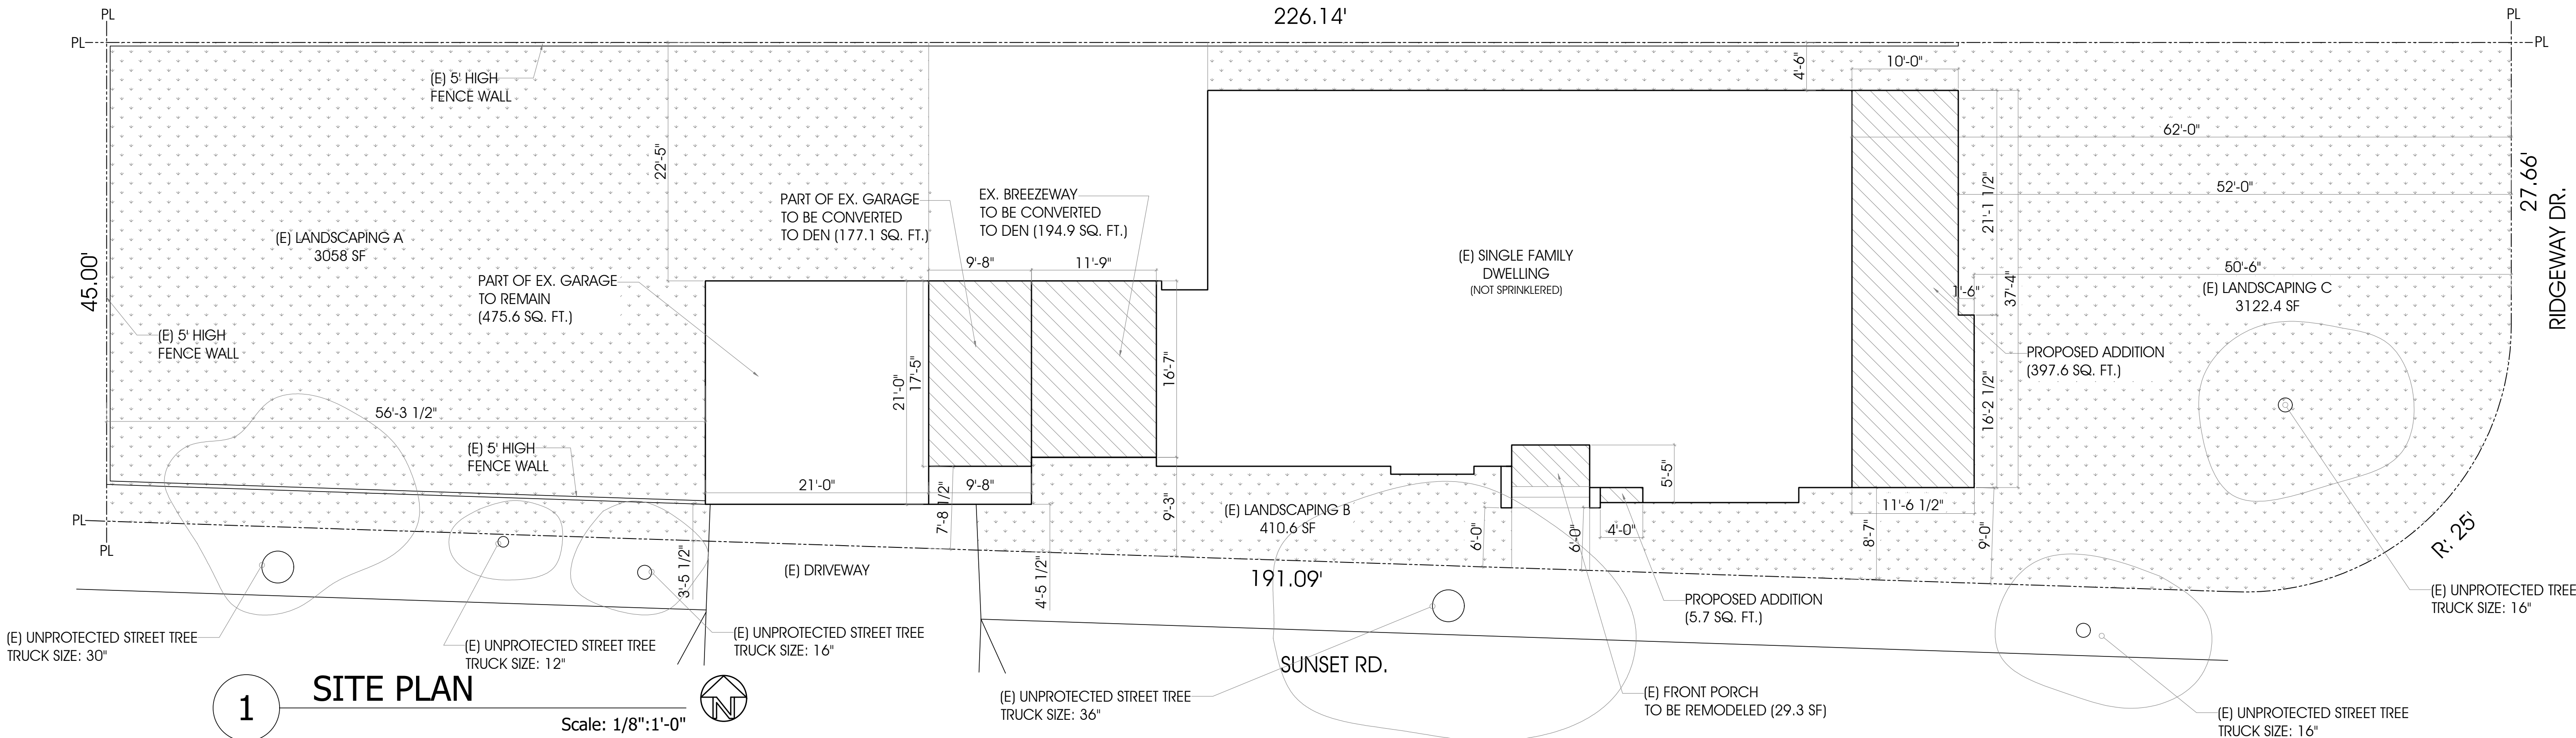 226.14'
PL
PL
PL
PL
(E) 5' HIGH
FENCE WALL
4'-6"
10'-0"
62'-0"
22'-5"
PART OF EX. GARAGE
TO BE CONVERTED
TO DEN (177.1 SQ. FT.)
EX. BREEZEWAY
TO BE CONVERTED
TO DEN (194.9 SQ. FT.)
52'-0"
21'-1 1/2"
27.66'
RIDGEWAY DR.
(E) LANDSCAPING A
3058 SF
(E) SINGLE FAMILY
DWELLING
(NOT SPRINKLERED)
9'-8"
11'-9"
50'-6"
45.00'
PART OF EX. GARAGE
TO REMAIN
(475.6 SQ. FT.)
1'-6"
37'-4"
(E) LANDSCAPING C
3122.4 SF
(E) 5' HIGH
FENCE WALL
PROPOSED ADDITION
(397.6 SQ. FT.)
21'-0"
17'-5"
16'-7"
16'-2 1/2"
56'-3 1/2"
(E) 5' HIGH
FENCE WALL
21'-0"
9'-8"
7'-8 1/2"
9'-3"
5'-5"
11'-6 1/2"
(E) LANDSCAPING B
410.6 SF
6'-0"
6'-0"
4'-0"
8'-7"
9'-0"
PL
PL
R: 25'
3'-5 1/2"
(E) DRIVEWAY
4'-5 1/2"
191.09'
PROPOSED ADDITION
(5.7 SQ. FT.)
(E) UNPROTECTED STREET TREE
TRUCK SIZE: 16"
(E) UNPROTECTED STREET TREE
TRUCK SIZE: 30"
(E) UNPROTECTED STREET TREE
TRUCK SIZE: 12"
(E) UNPROTECTED STREET TREE
TRUCK SIZE: 16"
SUNSET RD.
(E) UNPROTECTED STREET TREE
TRUCK SIZE: 36"
(E) FRONT PORCH
TO BE REMODELED (29.3 SF)
(E) UNPROTECTED STREET TREE
TRUCK SIZE: 16"
1
SITE PLAN
N
Scale: 1/8":1'-0"